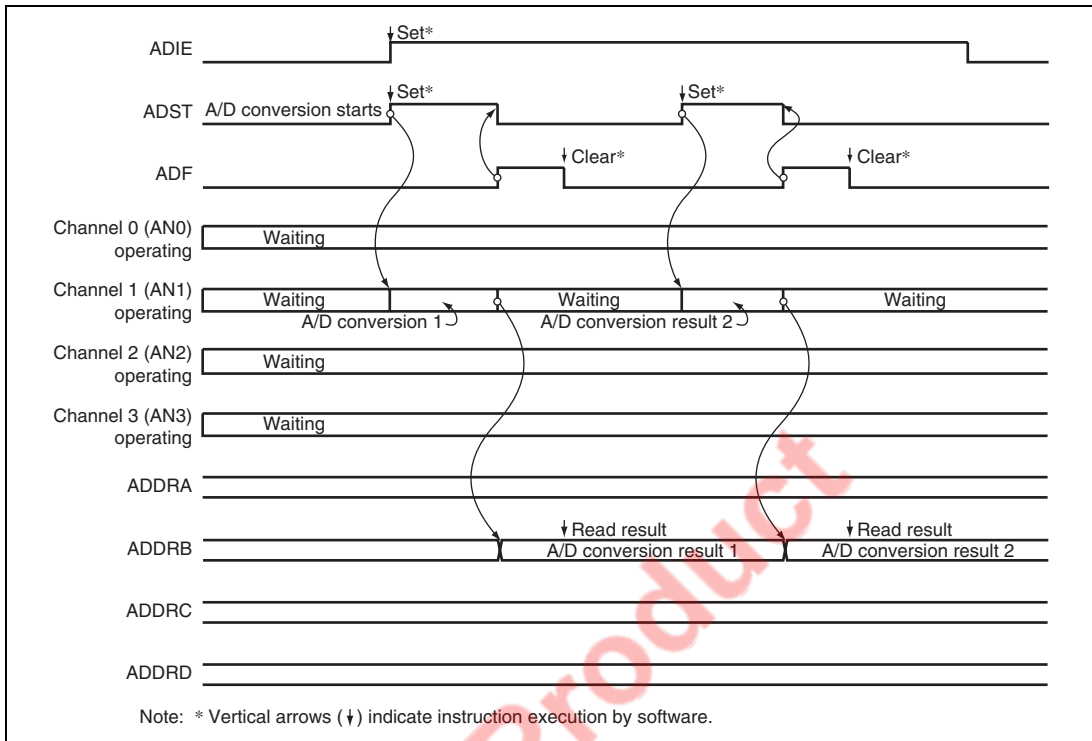 ADIE
↓Set*
ADST
A/D conversion starts
↓Set*
↓Set*
ADF
↓Clear*
↓Clear*
Channel 0 (AN0)
operating
Waiting
Channel 1 (AN1)
operating
Waiting
Waiting
Waiting
A/D conversion 1
A/D conversion result 2
Channel 2 (AN2)
operating
Waiting
Channel 3 (AN3)
operating
Waiting
ADDRA
ADDRB
↓Read result
↓Read result
A/D conversion result 1
A/D conversion result 2
ADDRC
ADDRD
Note: * Vertical arrows (↓) indicate instruction execution by software.
Product